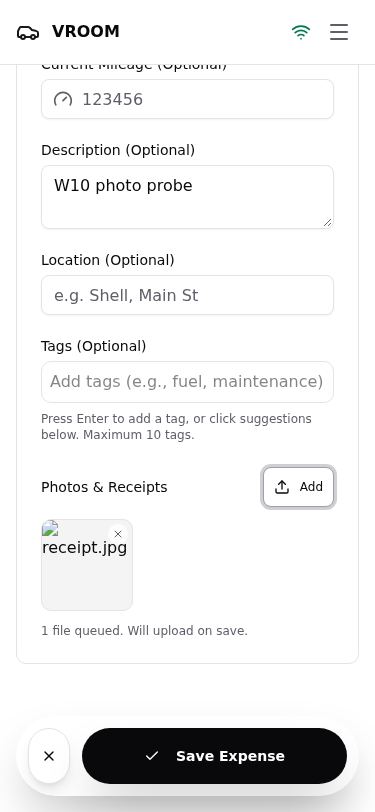 VROOM
Current Mileage (Optional)
123456
Description (Optional)
W10 photo probe
Location (Optional)
e.g. Shell, Main St
Tags (Optional)
Add tags (e.g., fuel, maintenance)
Press Enter to add a tag, or click suggestions
below. Maximum 10 tags.
Photos & Receipts
Add
receipt.jpg
1 file queued. Will upload on save.
Save Expense